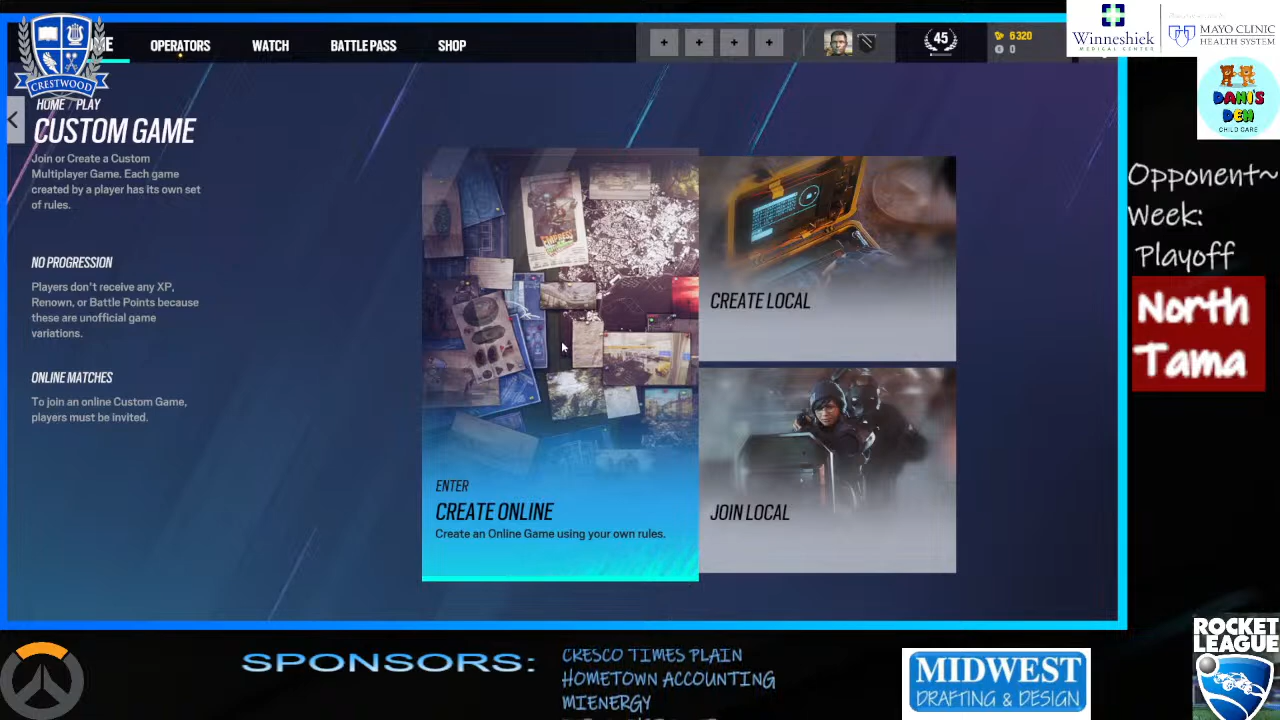 CRESTWOOD
OPERATORS
WATCH
BATTLE PASS
SHOP
45
6320
0
Winneshiek
MEDICAL CENTER
MAYO CLINIC
HEALTH SYSTEM
DANI'S
DEN
CHILD CARE
HOME / PLAY
CUSTOM GAME
Join or Create a Custom
Multiplayer Game. Each game
created by a player has its own set
of rules.
NO PROGRESSION
Players don't receive any XP,
Renown, or Battle Points because
these are unofficial game
variations.
ONLINE MATCHES
To join an online Custom Game,
players must be invited.
ENTER
CREATE ONLINE
Create an Online Game using your own rules.
CREATE LOCAL
JOIN LOCAL
Opponent~
Week:
Playoff
North
Tama
SPONSORS:
CRESCO TIMES PLAIN
HOMETOWN ACCOUNTING
MIENERGY
MIDWEST
DRAFTING & DESIGN
ROCKET
LEAGUE